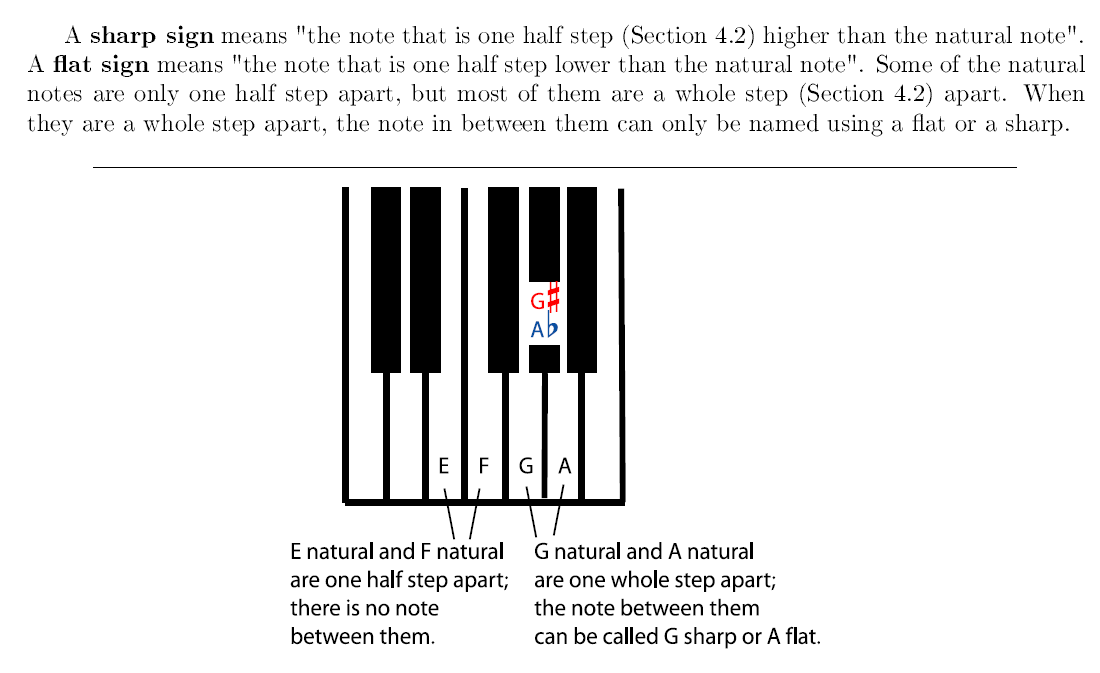 A sharp sign means "the note that is one half step (Section 4.2) higher than the natural note".
A flat sign means "the note that is one half step lower than the natural note". Some of the natural
notes are only one half step apart, but most of them are a whole step (Section 4.2) apart. When
they are a whole step apart, the note in between them can only be named using a flat or a sharp.
G♯
A♭
E F G A
E natural and F natural
are one half step apart;
there is no note
between them.
G natural and A natural
are one whole step apart;
the note between them
can be called G sharp or A flat.